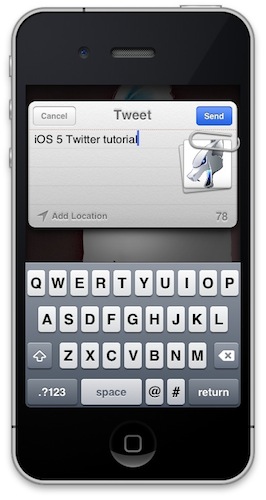 Cancel Tweet Send
iOS 5 Twitter tutorial
Add Location 78
Q W E R T Y U I O P
A S D F G H J K L
Z X C V B N M
.?123 space @ # return